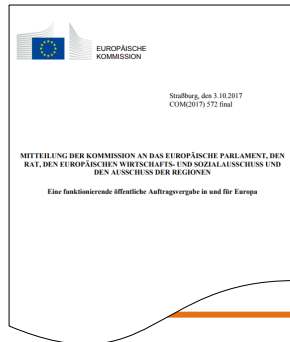 EUROPÄISCHE
KOMMISSION
Straßburg, den 3.10.2017
COM(2017) 572 final
MITTEILUNG DER KOMMISSION AN DAS EUROPÄISCHE PARLAMENT, DEN
RAT, DEN EUROPÄISCHEN WIRTSCHAFTS- UND SOZIALAUSSCHUSS UND
DEN AUSSCHUSS DER REGIONEN
Eine funktionierende öffentliche Auftragsvergabe in und für Europa